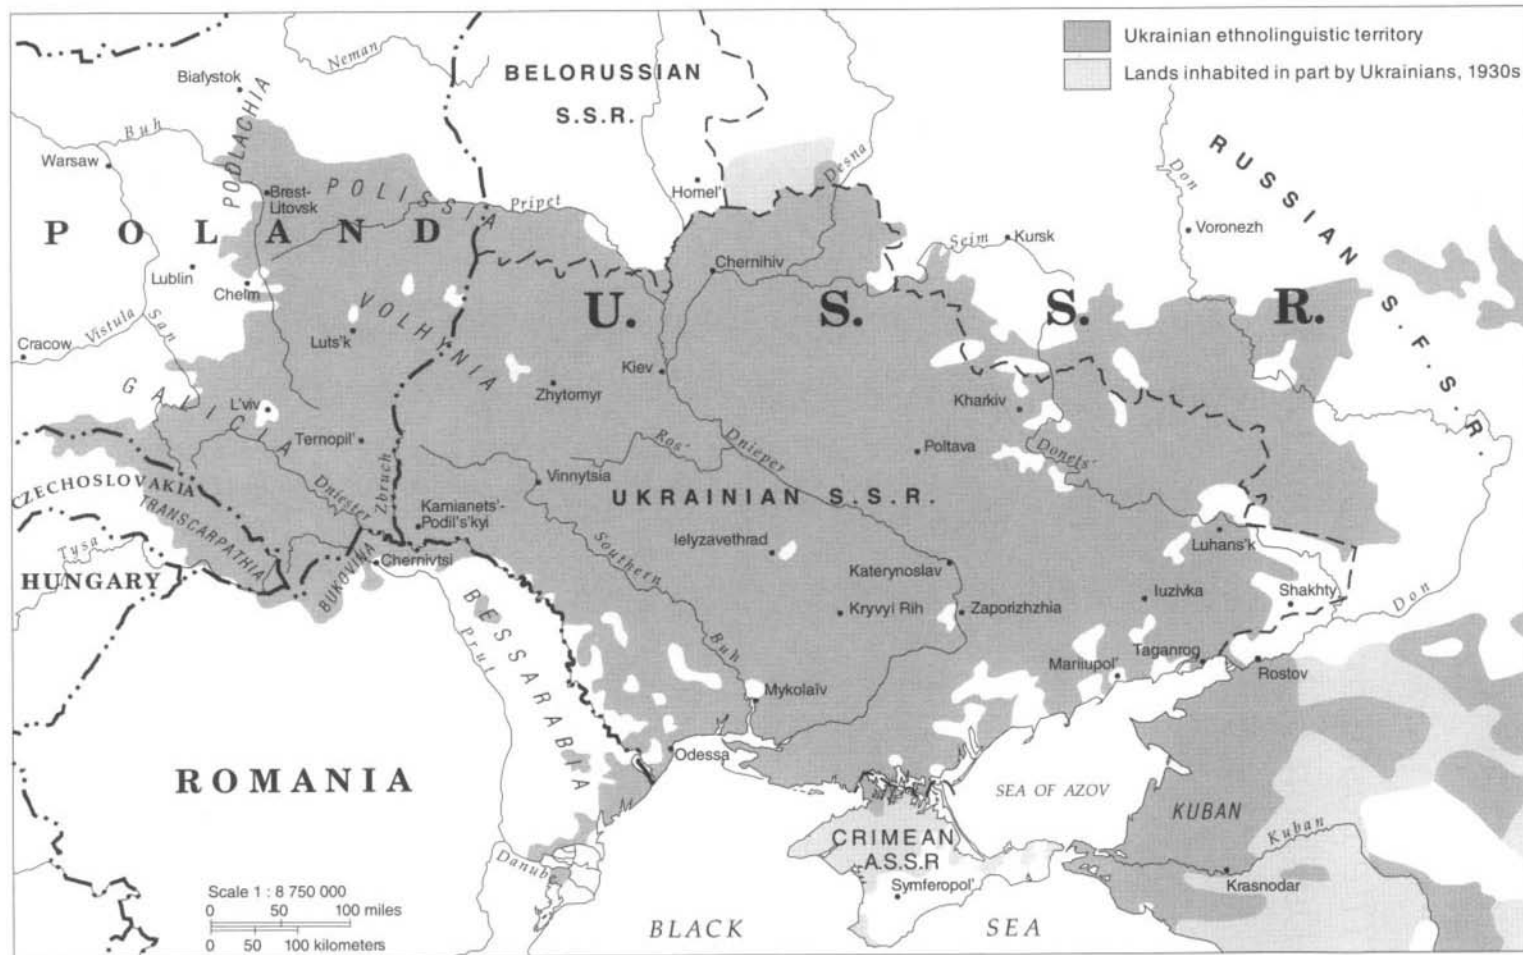 Ukrainian ethnolinguistic territory
Lands inhabited in part by Ukrainians, 1930s
Neman
Białystok
BELORUSSIAN
S.S.R.
PODLACHIA
Buh
Warsaw
Brest-
Litovsk
POLISSIA
Pripet
Homel'
Desna
Don
RUSSIAN S.F.S.R.
Voronezh
POLAND
Seim
Kursk
Lublin
Chełm
Chernihiv
U. S. S. R.
VOLHYNIA
Vistula
San
Cracow
Luts'k
Kiev
Zhytomyr
GALICIA
L'viv
Kharkiv
Ternopil'
Ros'
Dnieper
Poltava
Donets'
CZECHOSLOVAKIA
TRANSCARPATHIA
Dniester
Zbruch
Vinnytsia
UKRAINIAN S.S.R.
Kamianets'-
Podil's'kyi
Tysa
HUNGARY
BUKOVINA
Chernivtsi
Southern Buh
Ielyzavethrad
Luhans'k
Katerynoslav
Iuzivka
Shakhty
Don
BESSARABIA
Prut
Kryvyi Rih
Zaporizhzhia
Taganrog
Mariiupol'
Rostov
Mykolaïv
Odessa
ROMANIA
M
SEA OF AZOV
KUBAN
Kuban
CRIMEAN
A.S.S.R
Danube
Symferopol'
Krasnodar
Scale 1 : 8 750 000
0 50 100 miles
0 50 100 kilometers
BLACK SEA